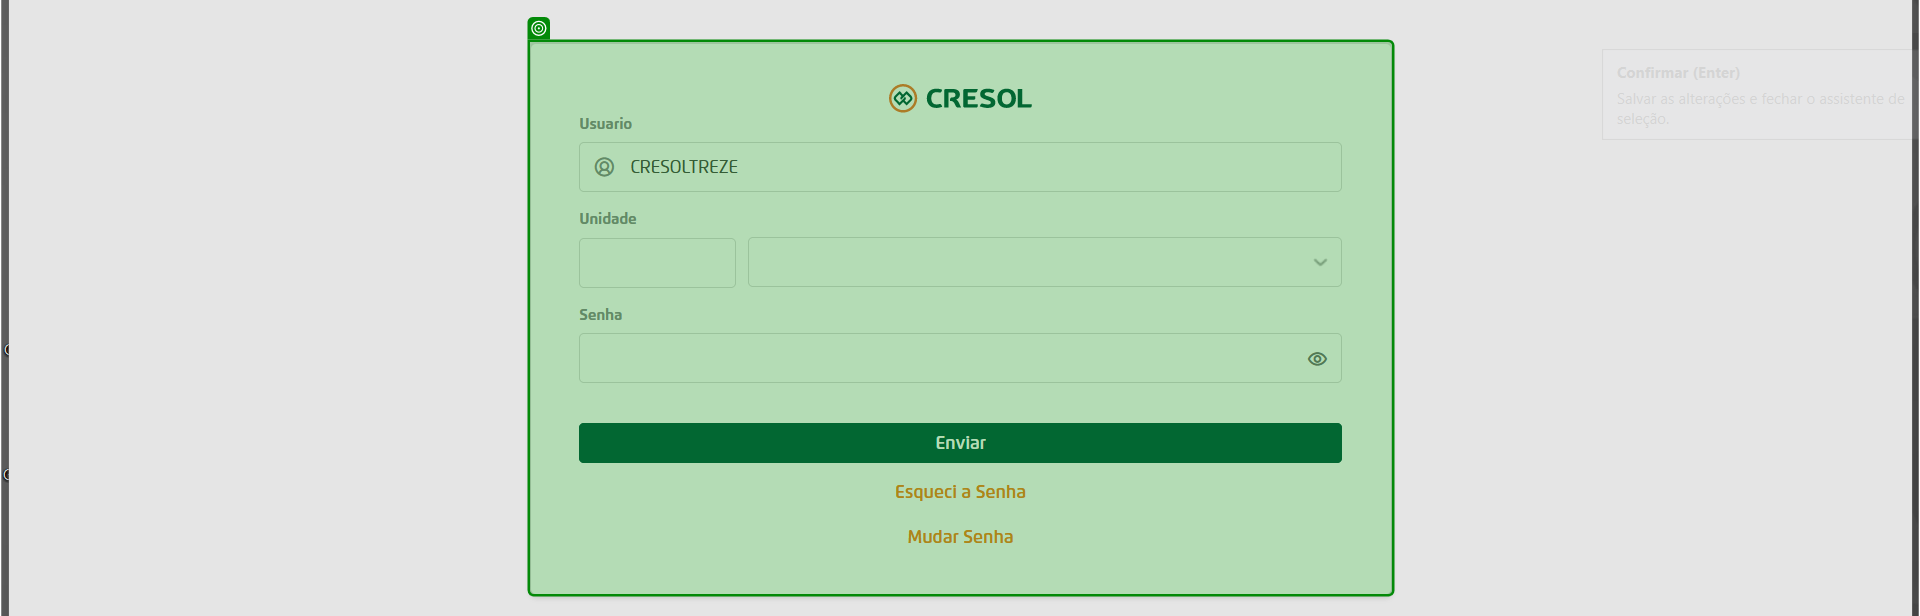 CRESOL
Confirmar (Enter)
Salvar as alterações e fechar o assistente de
seleção.
Usuario
CRESOLTREZE
Unidade
Senha
Enviar
Esqueci a Senha
Mudar Senha